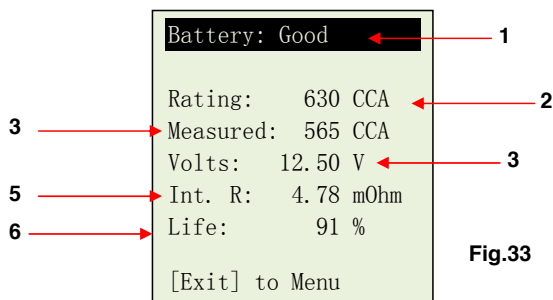 Battery: Good 1
Rating: 630 CCA 2
3 Measured: 565 CCA
Volts: 12.50 V 3
5 Int. R: 4.78 mOhm
6 Life: 91 %
Fig.33
[Exit] to Menu